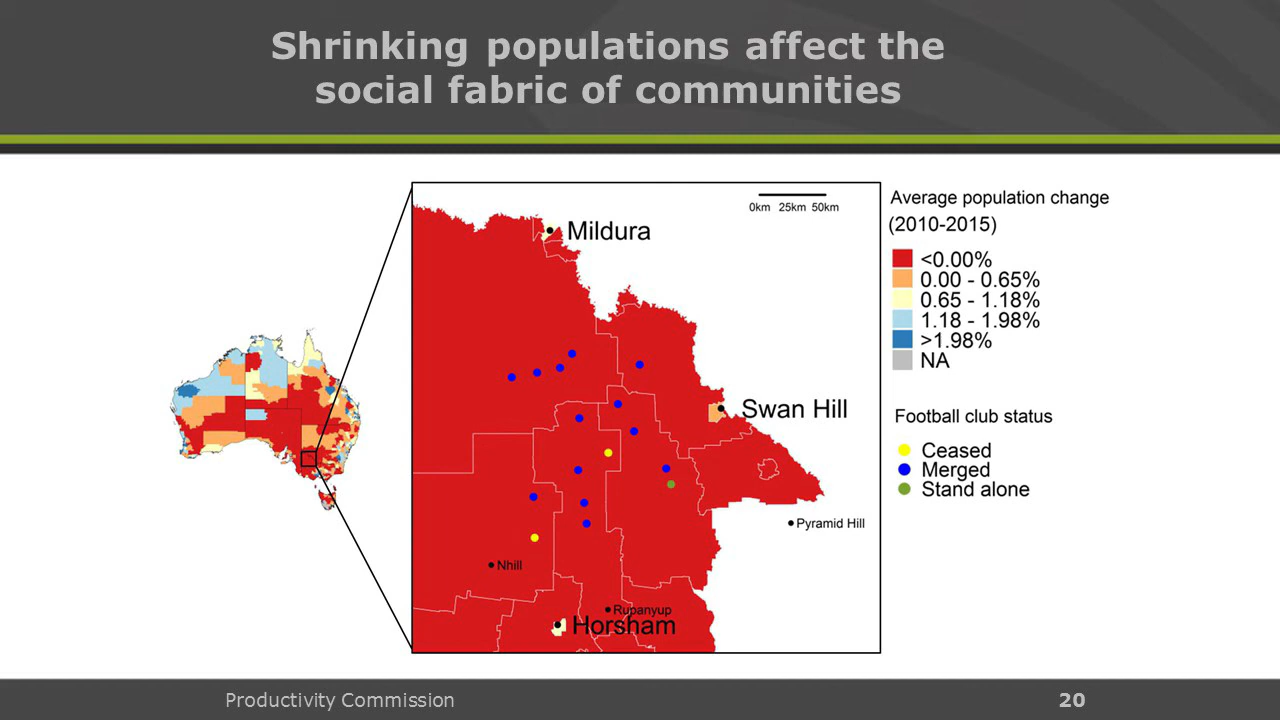 Shrinking populations affect the
social fabric of communities
0km 25km 50km
Mildura
Swan Hill
Pyramid Hill
Nhill
Rupanyup
Horsham
Average population change
(2010-2015)
<0.00%
0.00 - 0.65%
0.65 - 1.18%
1.18 - 1.98%
>1.98%
NA
Football club status
Ceased
Merged
Stand alone
Productivity Commission
20